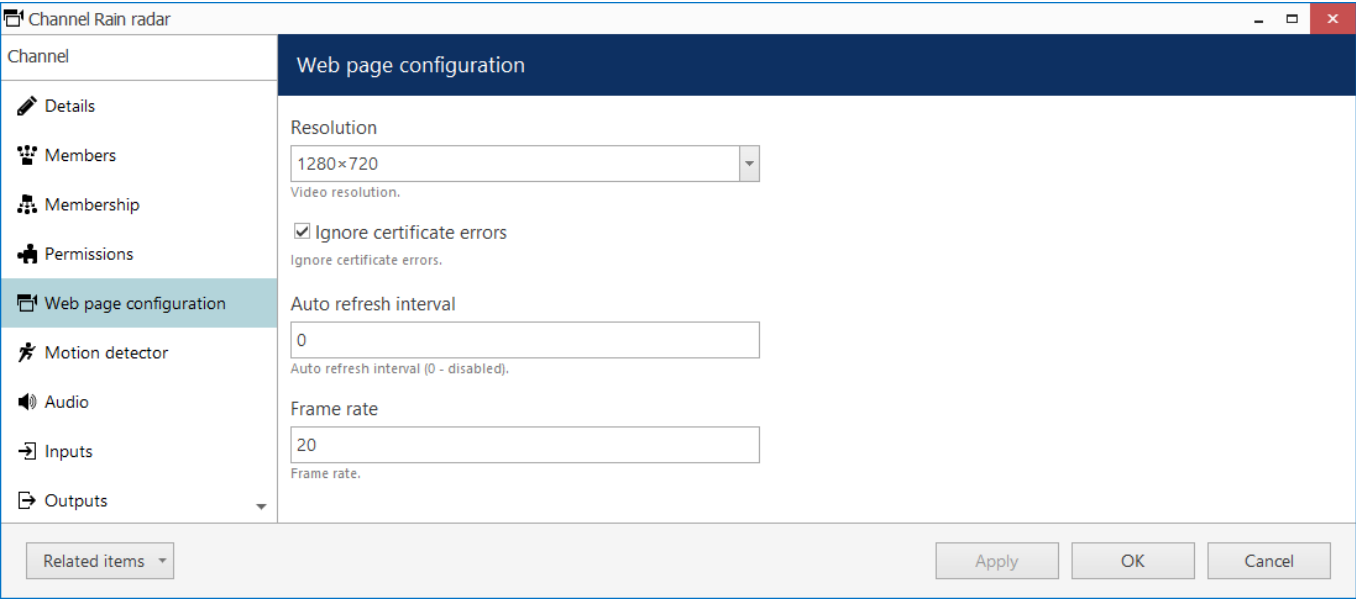 Channel Rain radar
Channel
Details
Members
Membership
Permissions
Web page configuration
Motion detector
Audio
Inputs
Outputs
Web page configuration
Resolution
1280×720
Video resolution.
Ignore certificate errors
Ignore certificate errors.
Auto refresh interval
0
Auto refresh interval (0 - disabled).
Frame rate
20
Frame rate.
Related items
Apply
OK
Cancel